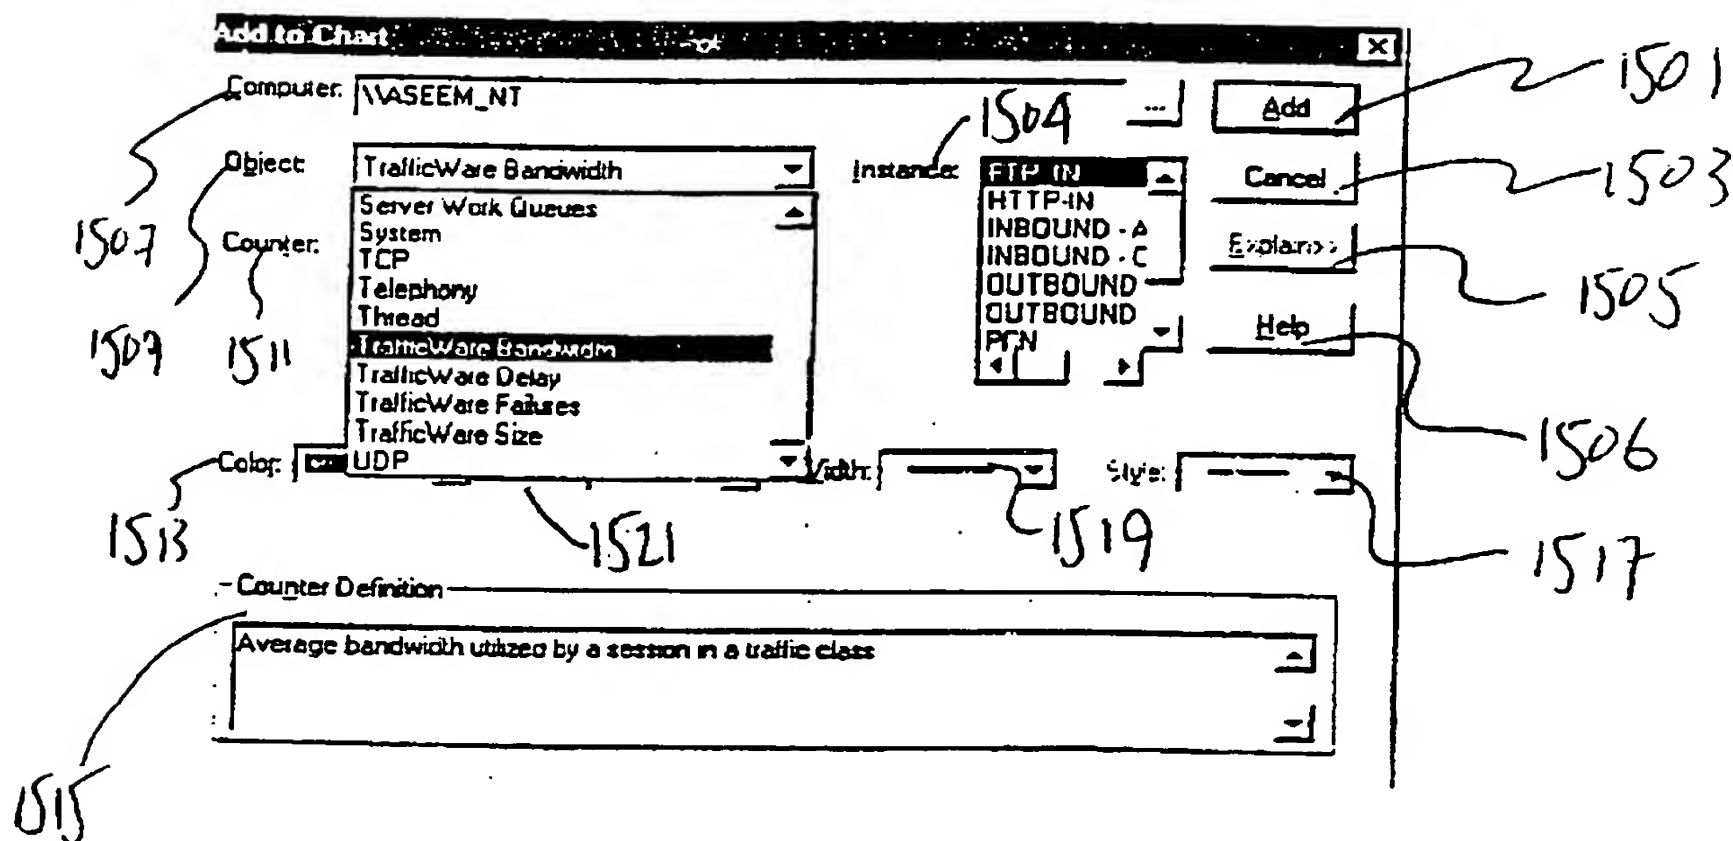 Add to Chart
Computer: \\ASEEM_NT ... Add 1501
1504
Object: TrafficWare Bandwidth Instance: FTP-IN Cancel 1503
Server Work Queues HTTP-IN
1507 Counter: System INBOUND - A Explain>> 
TCP INBOUND - C
Telephony OUTBOUND 1505
Thread OUTBOUND Help
1509 1511 TrafficWare Bandwidth PCN
TrafficWare Delay
TrafficWare Failures
TrafficWare Size 1506
Color: UDP Width: Style:
1513 1521 1519 1517
Counter Definition
Average bandwidth utilized by a session in a traffic class
1515